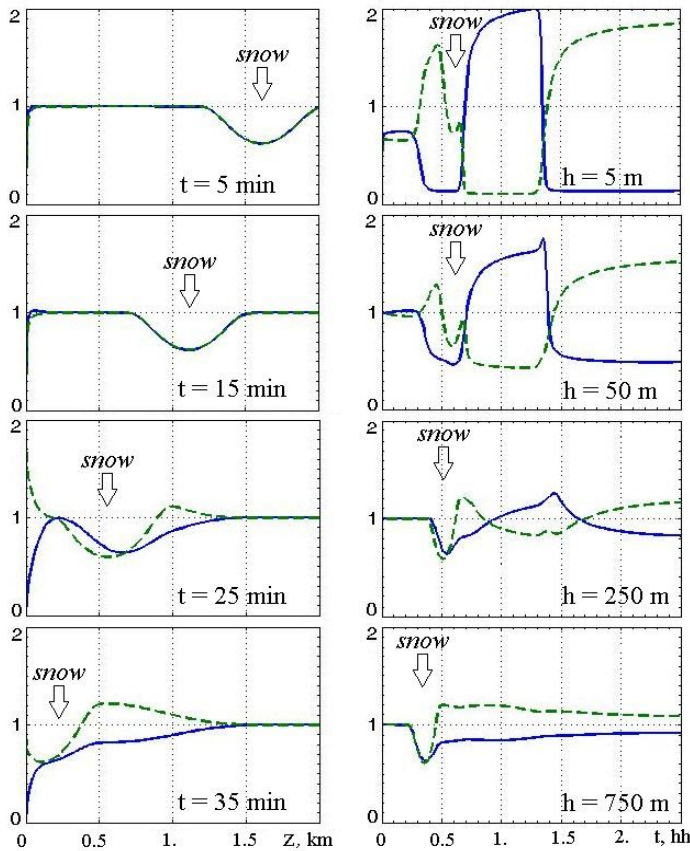 2
snow
1
t = 5 min
0
2
snow
1
t = 15 min
0
2
snow
1
t = 25 min
0
2
snow
1
t = 35 min
0
0 0.5 1. 1.5 Z, km
2
snow
1
h = 5 m
0
2
snow
1
h = 50 m
0
2
snow
1
h = 250 m
0
2
snow
1
h = 750 m
0
0 0.5 1. 1.5 2. t, hh